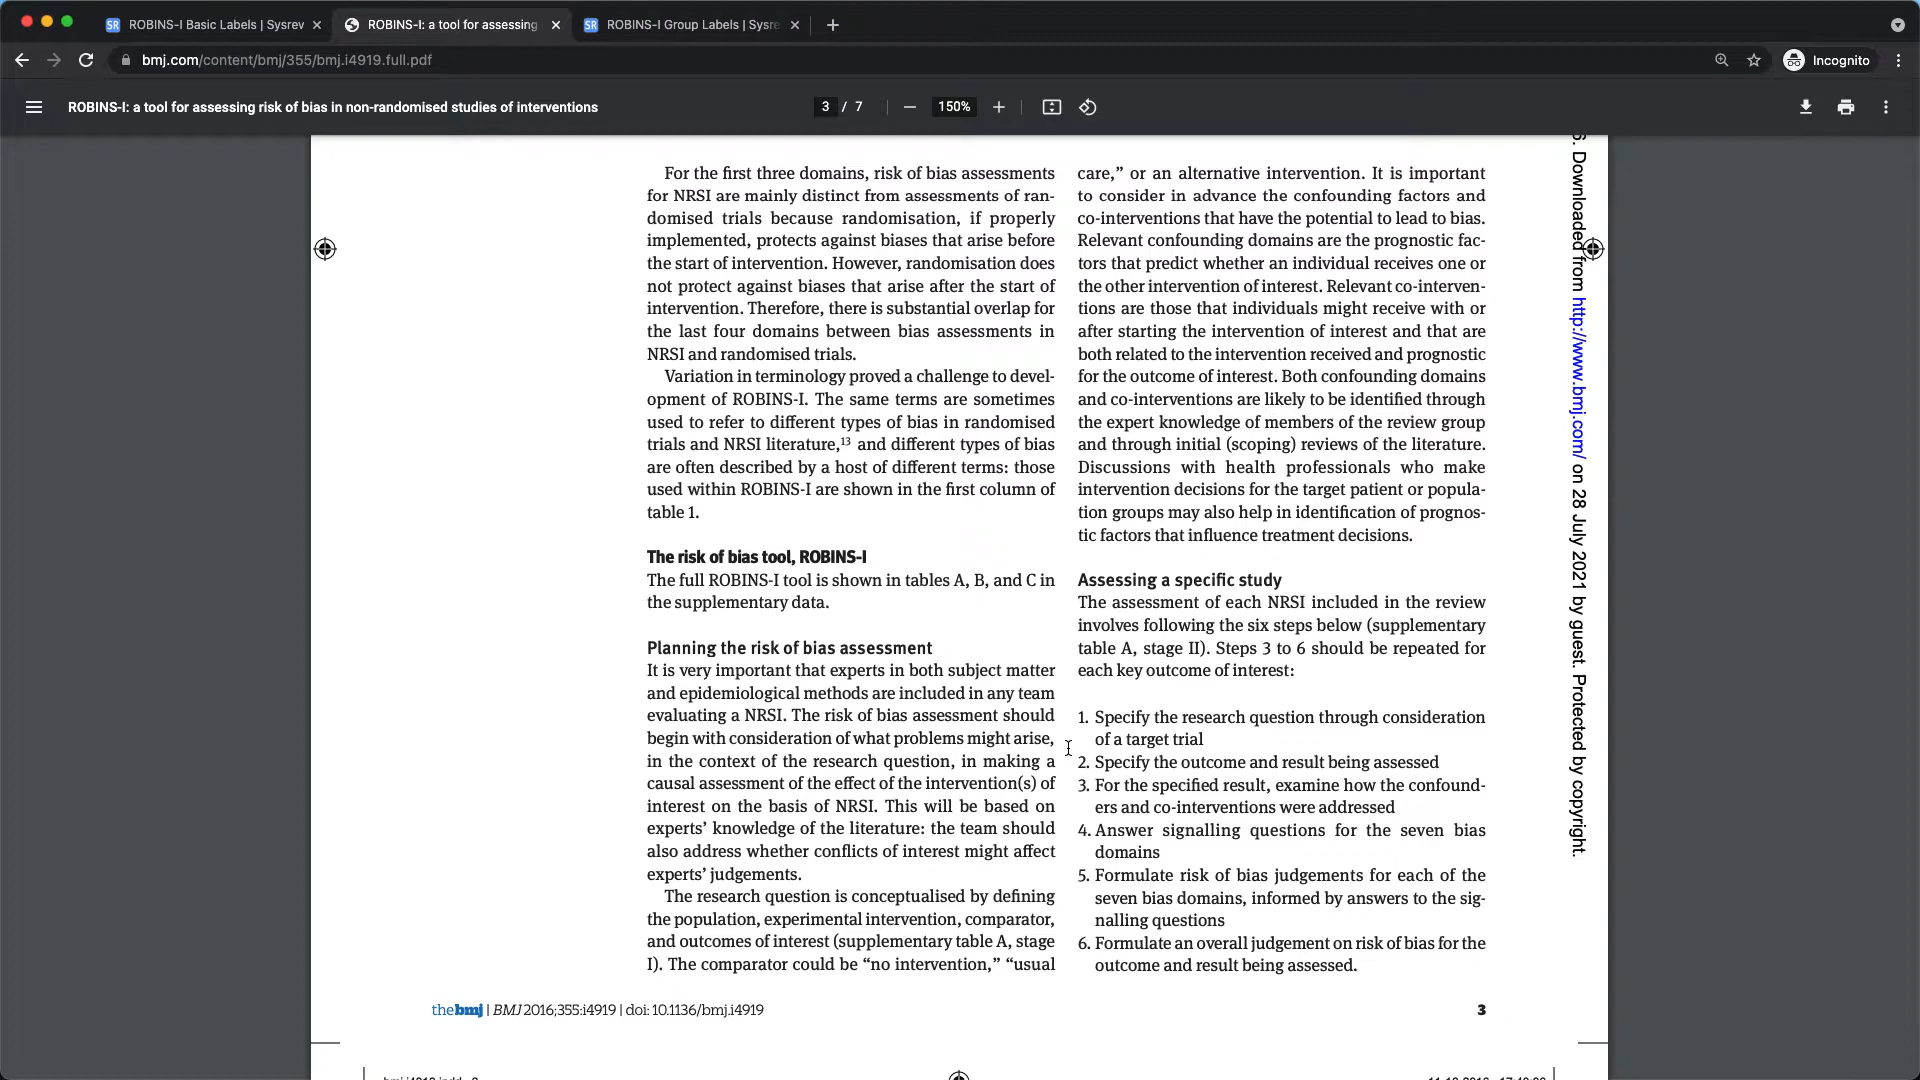 ROBINS-I Basic Labels | Sysrev
ROBINS-I: a tool for assessing
ROBINS-I Group Labels | Sysre
bmj.com/content/bmj/355/bmj.i4919.full.pdf
Incognito
ROBINS-I: a tool for assessing risk of bias in non-randomised studies of interventions
3 / 7
150%
For the first three domains, risk of bias assessments
for NRSI are mainly distinct from assessments of ran-
domised trials because randomisation, if properly
implemented, protects against biases that arise before
the start of intervention. However, randomisation does
not protect against biases that arise after the start of
intervention. Therefore, there is substantial overlap for
the last four domains between bias assessments in
NRSI and randomised trials.
Variation in terminology proved a challenge to devel-
opment of ROBINS-I. The same terms are sometimes
used to refer to different types of bias in randomised
trials and NRSI literature,13 and different types of bias
are often described by a host of different terms: those
used within ROBINS-I are shown in the first column of
table 1.
The risk of bias tool, ROBINS-I
The full ROBINS-I tool is shown in tables A, B, and C in
the supplementary data.
Planning the risk of bias assessment
It is very important that experts in both subject matter
and epidemiological methods are included in any team
evaluating a NRSI. The risk of bias assessment should
begin with consideration of what problems might arise,
in the context of the research question, in making a
causal assessment of the effect of the intervention(s) of
interest on the basis of NRSI. This will be based on
experts' knowledge of the literature: the team should
also address whether conflicts of interest might affect
experts' judgements.
The research question is conceptualised by defining
the population, experimental intervention, comparator,
and outcomes of interest (supplementary table A, stage
I). The comparator could be “no intervention,” “usual
care,” or an alternative intervention. It is important
to consider in advance the confounding factors and
co-interventions that have the potential to lead to bias.
Relevant confounding domains are the prognostic fac-
tors that predict whether an individual receives one or
the other intervention of interest. Relevant co-interven-
tions are those that individuals might receive with or
after starting the intervention of interest and that are
both related to the intervention received and prognostic
for the outcome of interest. Both confounding domains
and co-interventions are likely to be identified through
the expert knowledge of members of the review group
and through initial (scoping) reviews of the literature.
Discussions with health professionals who make
intervention decisions for the target patient or popula-
tion groups may also help in identification of prognos-
tic factors that influence treatment decisions.
Assessing a specific study
The assessment of each NRSI included in the review
involves following the six steps below (supplementary
table A, stage II). Steps 3 to 6 should be repeated for
each key outcome of interest:
1. Specify the research question through consideration
of a target trial
2. Specify the outcome and result being assessed
3. For the specified result, examine how the confound-
ers and co-interventions were addressed
4. Answer signalling questions for the seven bias
domains
5. Formulate risk of bias judgements for each of the
seven bias domains, informed by answers to the sig-
nalling questions
6. Formulate an overall judgement on risk of bias for the
outcome and result being assessed.
6. Downloaded from http://www.bmj.com/ on 28 July 2021 by guest. Protected by copyright.
thebmj | BMJ 2016;355:i4919 | doi: 10.1136/bmj.i4919
3